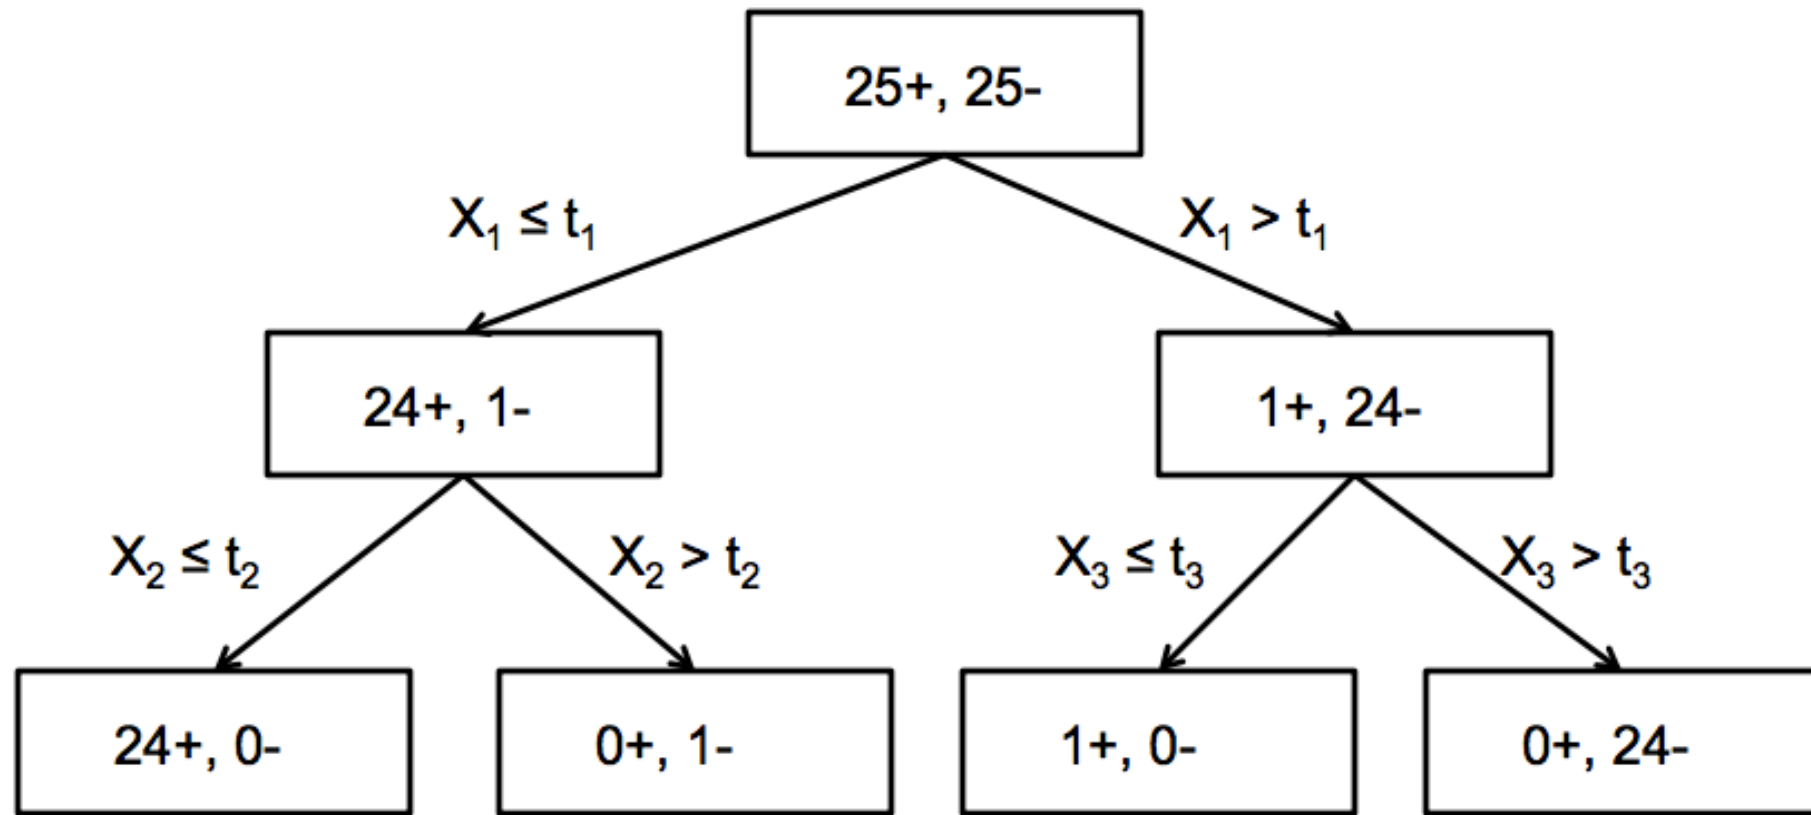 25+, 25-
X₁ ≤ t₁
X₁ > t₁
24+, 1-
1+, 24-
X₂ ≤ t₂
X₂ > t₂
X₃ ≤ t₃
X₃ > t₃
24+, 0-
0+, 1-
1+, 0-
0+, 24-